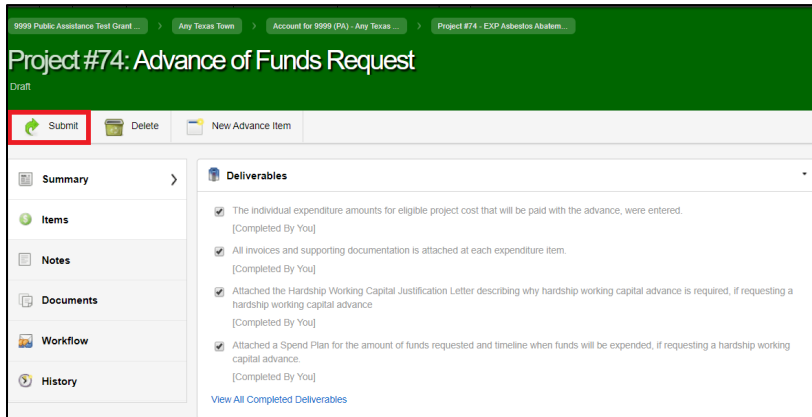 9999 Public Assistance Test Grant ... > Any Texas Town > Account for 9999 (PA) - Any Texas ... > Project #74 - EXP Asbestos Abatem...
Project #74: Advance of Funds Request
Draft
Submit Delete New Advance Item
Summary
Items
Notes
Documents
Workflow
History
Deliverables
The individual expenditure amounts for eligible project cost that will be paid with the advance, were entered.
[Completed By You]
All invoices and supporting documentation is attached at each expenditure item.
[Completed By You]
Attached the Hardship Working Capital Justification Letter describing why hardship working capital advance is required, if requesting a
hardship working capital advance
[Completed By You]
Attached a Spend Plan for the amount of funds requested and timeline when funds will be expended, if requesting a hardship working
capital advance.
[Completed By You]
View All Completed Deliverables